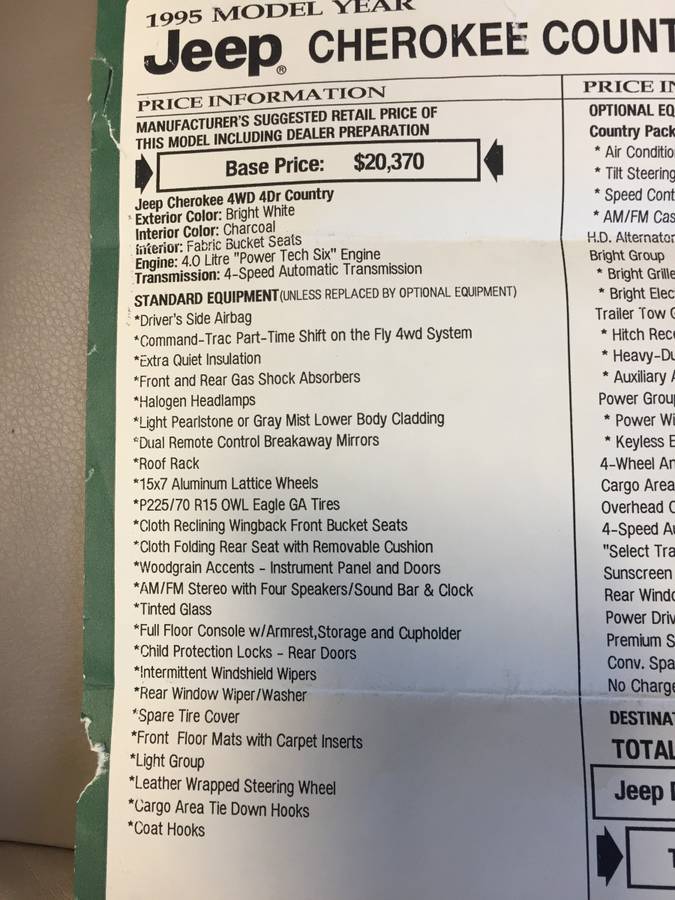 1995 MODEL YEAR
Jeep® CHEROKEE COUNT
PRICE INFORMATION
MANUFACTURER'S SUGGESTED RETAIL PRICE OF
THIS MODEL INCLUDING DEALER PREPARATION
Base Price: $20,370
Jeep Cherokee 4WD 4Dr Country
Exterior Color: Bright White
Interior Color: Charcoal
Interior: Fabric Bucket Seats
Engine: 4.0 Litre "Power Tech Six" Engine
Transmission: 4-Speed Automatic Transmission
STANDARD EQUIPMENT (UNLESS REPLACED BY OPTIONAL EQUIPMENT)
*Driver's Side Airbag
*Command-Trac Part-Time Shift on the Fly 4wd System
*Extra Quiet Insulation
*Front and Rear Gas Shock Absorbers
*Halogen Headlamps
*Light Pearlstone or Gray Mist Lower Body Cladding
*Dual Remote Control Breakaway Mirrors
*Roof Rack
*15x7 Aluminum Lattice Wheels
*P225/70 R15 OWL Eagle GA Tires
*Cloth Reclining Wingback Front Bucket Seats
*Cloth Folding Rear Seat with Removable Cushion
*Woodgrain Accents - Instrument Panel and Doors
*AM/FM Stereo with Four Speakers/Sound Bar & Clock
*Tinted Glass
*Full Floor Console w/Armrest,Storage and Cupholder
*Child Protection Locks - Rear Doors
*Intermittent Windshield Wipers
*Rear Window Wiper/Washer
*Spare Tire Cover
*Front Floor Mats with Carpet Inserts
*Light Group
*Leather Wrapped Steering Wheel
*Cargo Area Tie Down Hooks
*Coat Hooks
PRICE IN
OPTIONAL EQ
Country Pack
* Air Conditio
* Tilt Steering
* Speed Cont
* AM/FM Cas
H.D. Alternator
Bright Group
* Bright Grille
* Bright Elec
Trailer Tow G
* Hitch Rece
* Heavy-Du
* Auxiliary A
Power Group
* Power Wi
* Keyless E
4-Wheel An
Cargo Area
Overhead C
4-Speed Au
"Select Tra
Sunscreen
Rear Windo
Power Driv
Premium S
Conv. Spa
No Charge
DESTINAT
TOTAL
Jeep
T